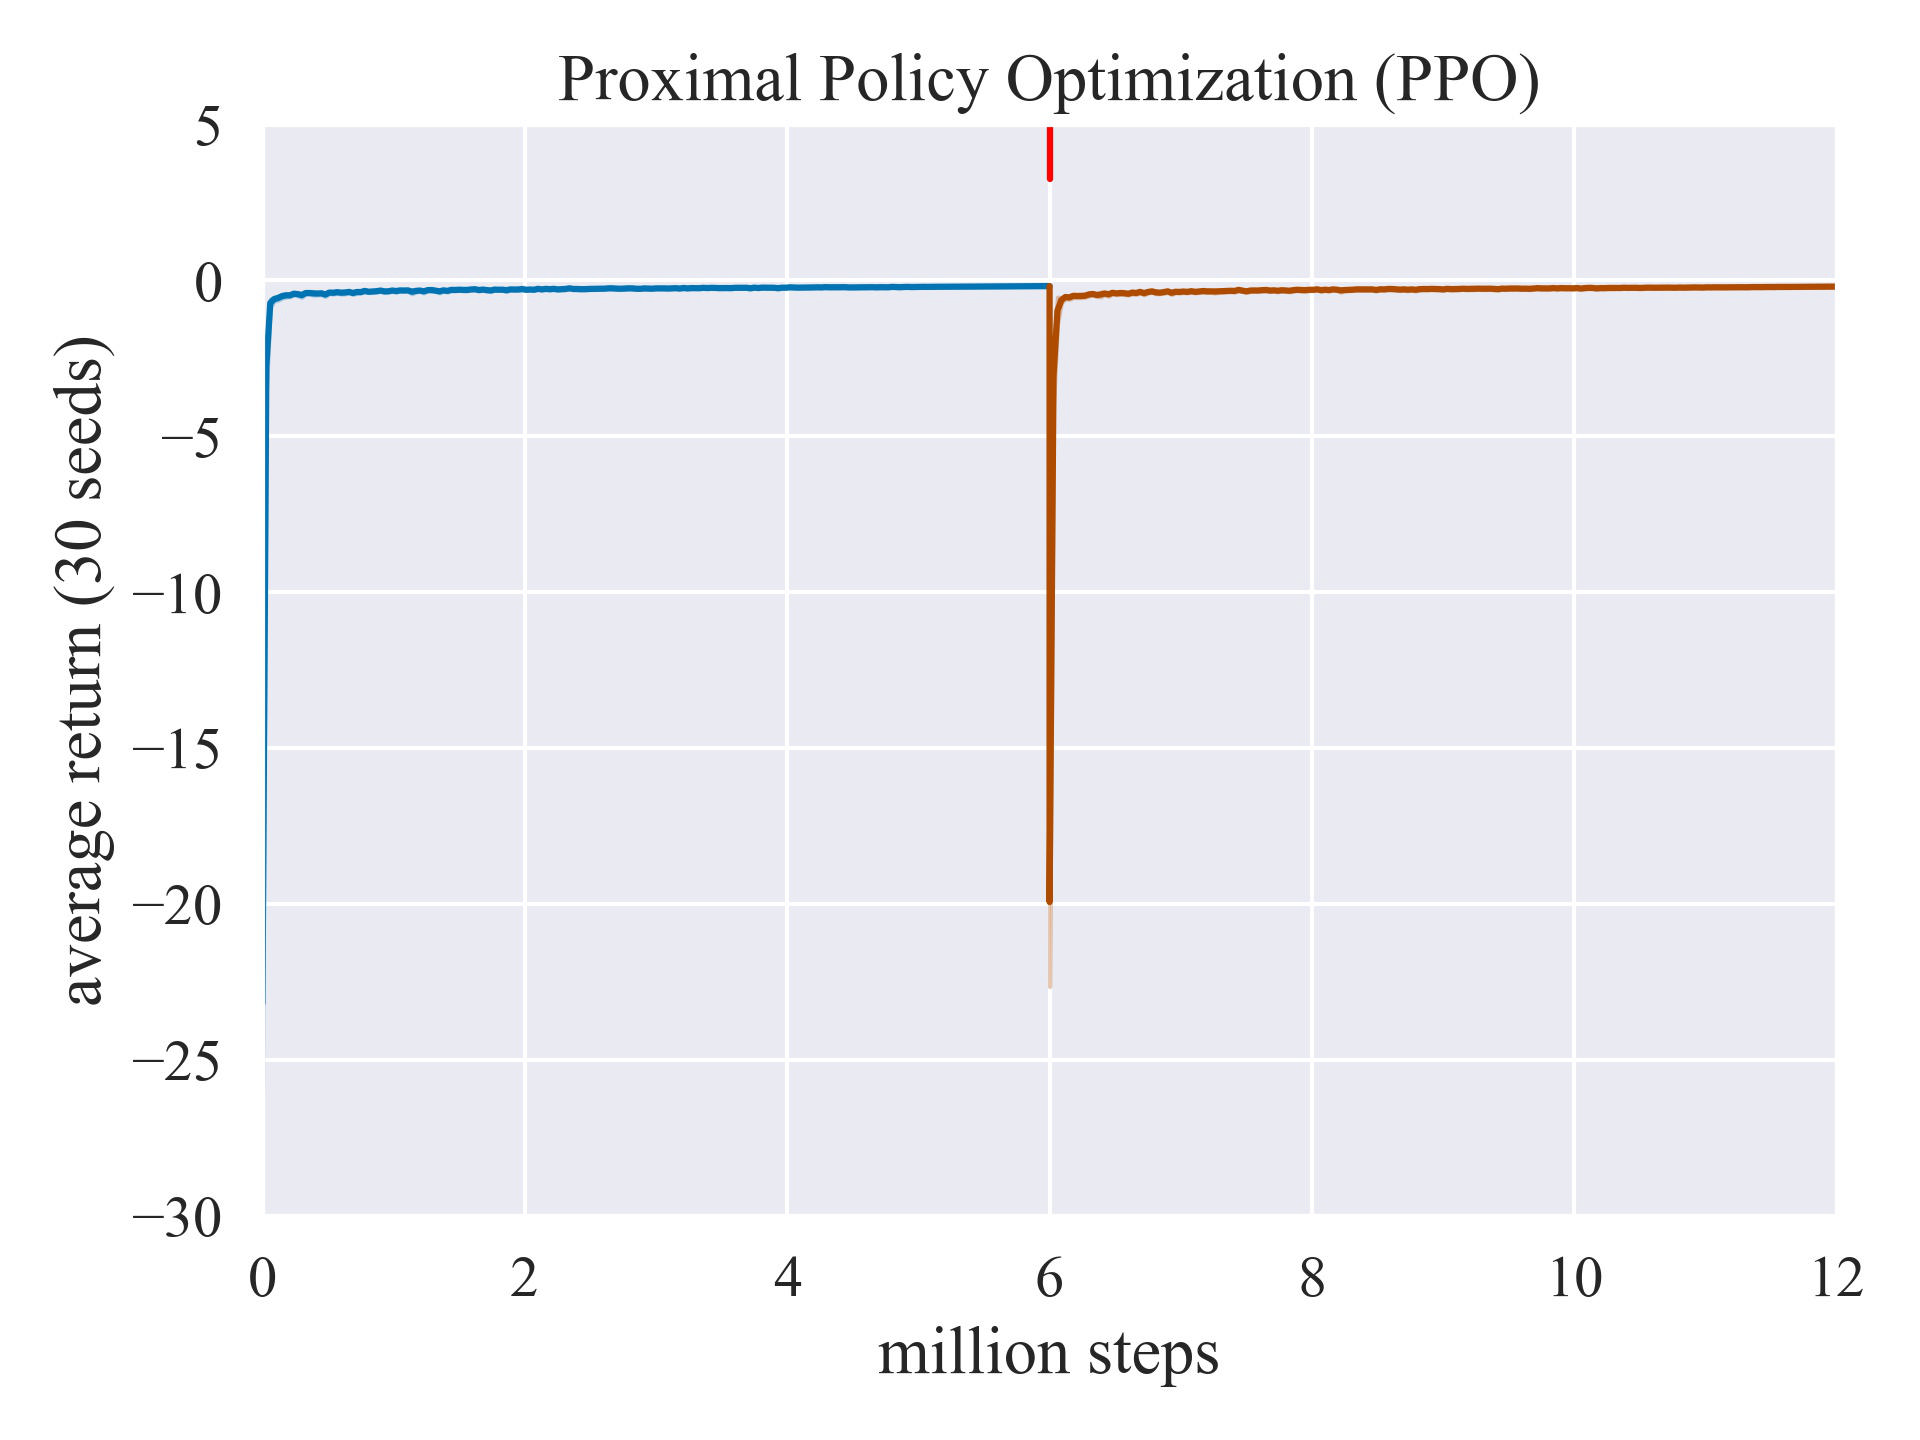 Proximal Policy Optimization (PPO)
5
0
−5
−10
−15
−20
−25
−30
average return (30 seeds)
0 2 4 6 8 10 12
million steps